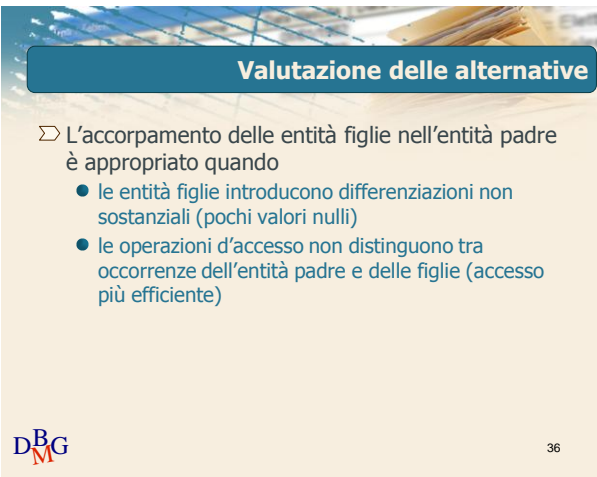 Valutazione delle alternative
L'accorpamento delle entità figlie nell'entità padre
è appropriato quando
le entità figlie introducono differenziazioni non
sostanziali (pochi valori nulli)
le operazioni d'accesso non distinguono tra
occorrenze dell'entità padre e delle figlie (accesso
più efficiente)
DBMG
36